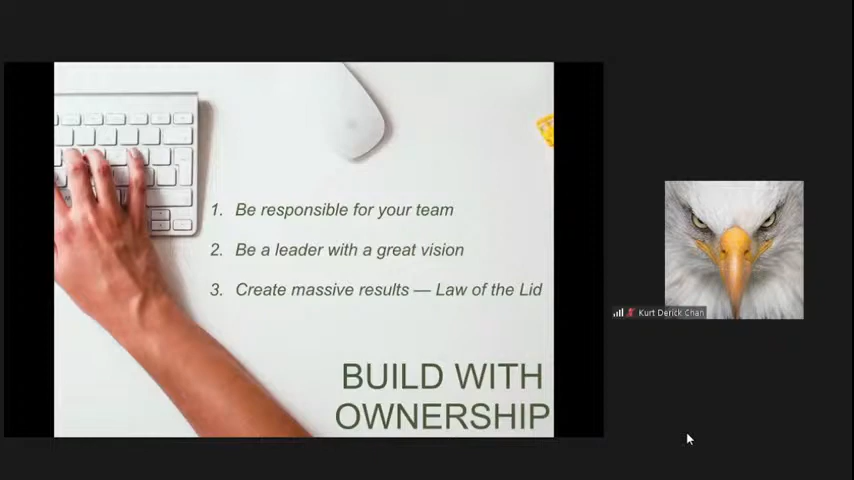 1. Be responsible for your team
2. Be a leader with a great vision
3. Create massive results — Law of the Lid
BUILD WITH
OWNERSHIP
Kurt Derick Chan